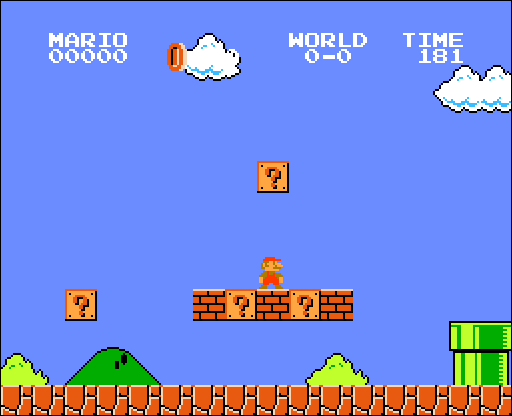 MARIO WORLD TIME
00000 0-0 181
?
? ? ?